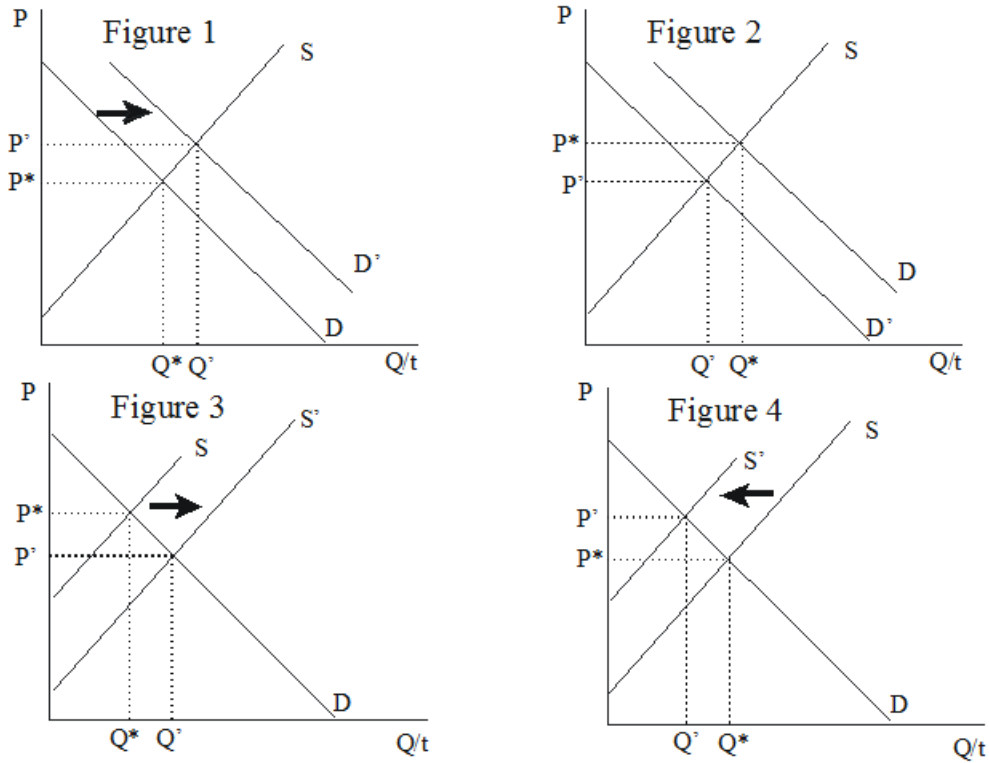 P
Figure 1
S
P'
P*
D'
D
Q* Q'
Q/t
P
Figure 2
S
P*
P'
D
D'
Q' Q*
Q/t
P
Figure 3
S'
S
P*
P'
D
Q* Q'
Q/t
P
Figure 4
S
S'
P'
P*
D
Q' Q*
Q/t